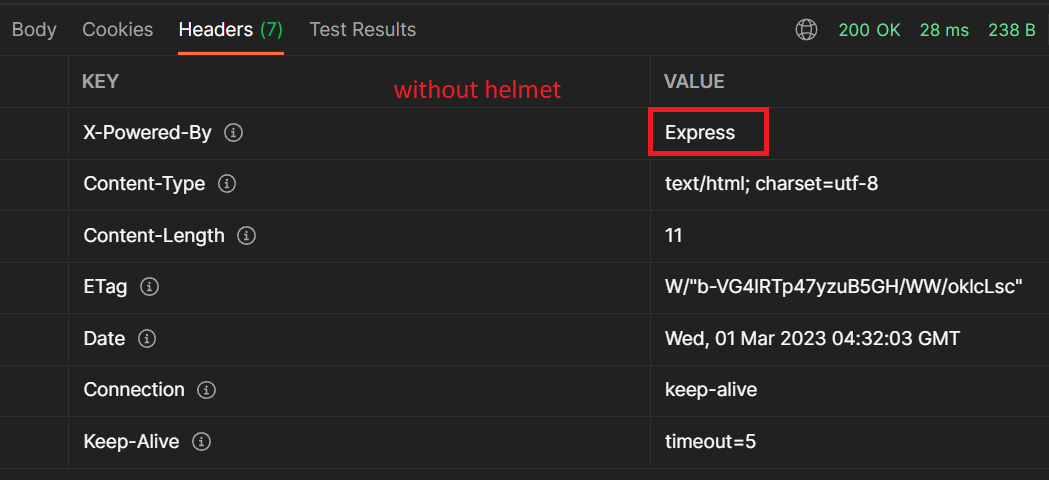 Body Cookies Headers (7) Test Results 200 OK 28 ms 238 B
KEY without helmet VALUE
X-Powered-By Express
Content-Type text/html; charset=utf-8
Content-Length 11
ETag W/"b-VG4lRTp47yzuB5GH/WW/oklcLsc"
Date Wed, 01 Mar 2023 04:32:03 GMT
Connection keep-alive
Keep-Alive timeout=5